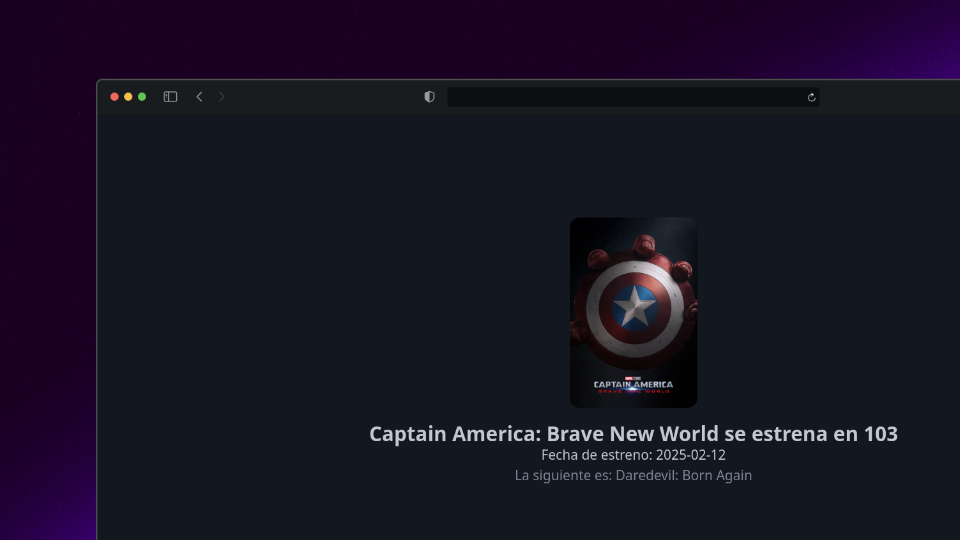 CAPTAIN AMERICA
BRAVE NEW WORLD
Captain America: Brave New World se estrena en 103
Fecha de estreno: 2025-02-12
La siguiente es: Daredevil: Born Again